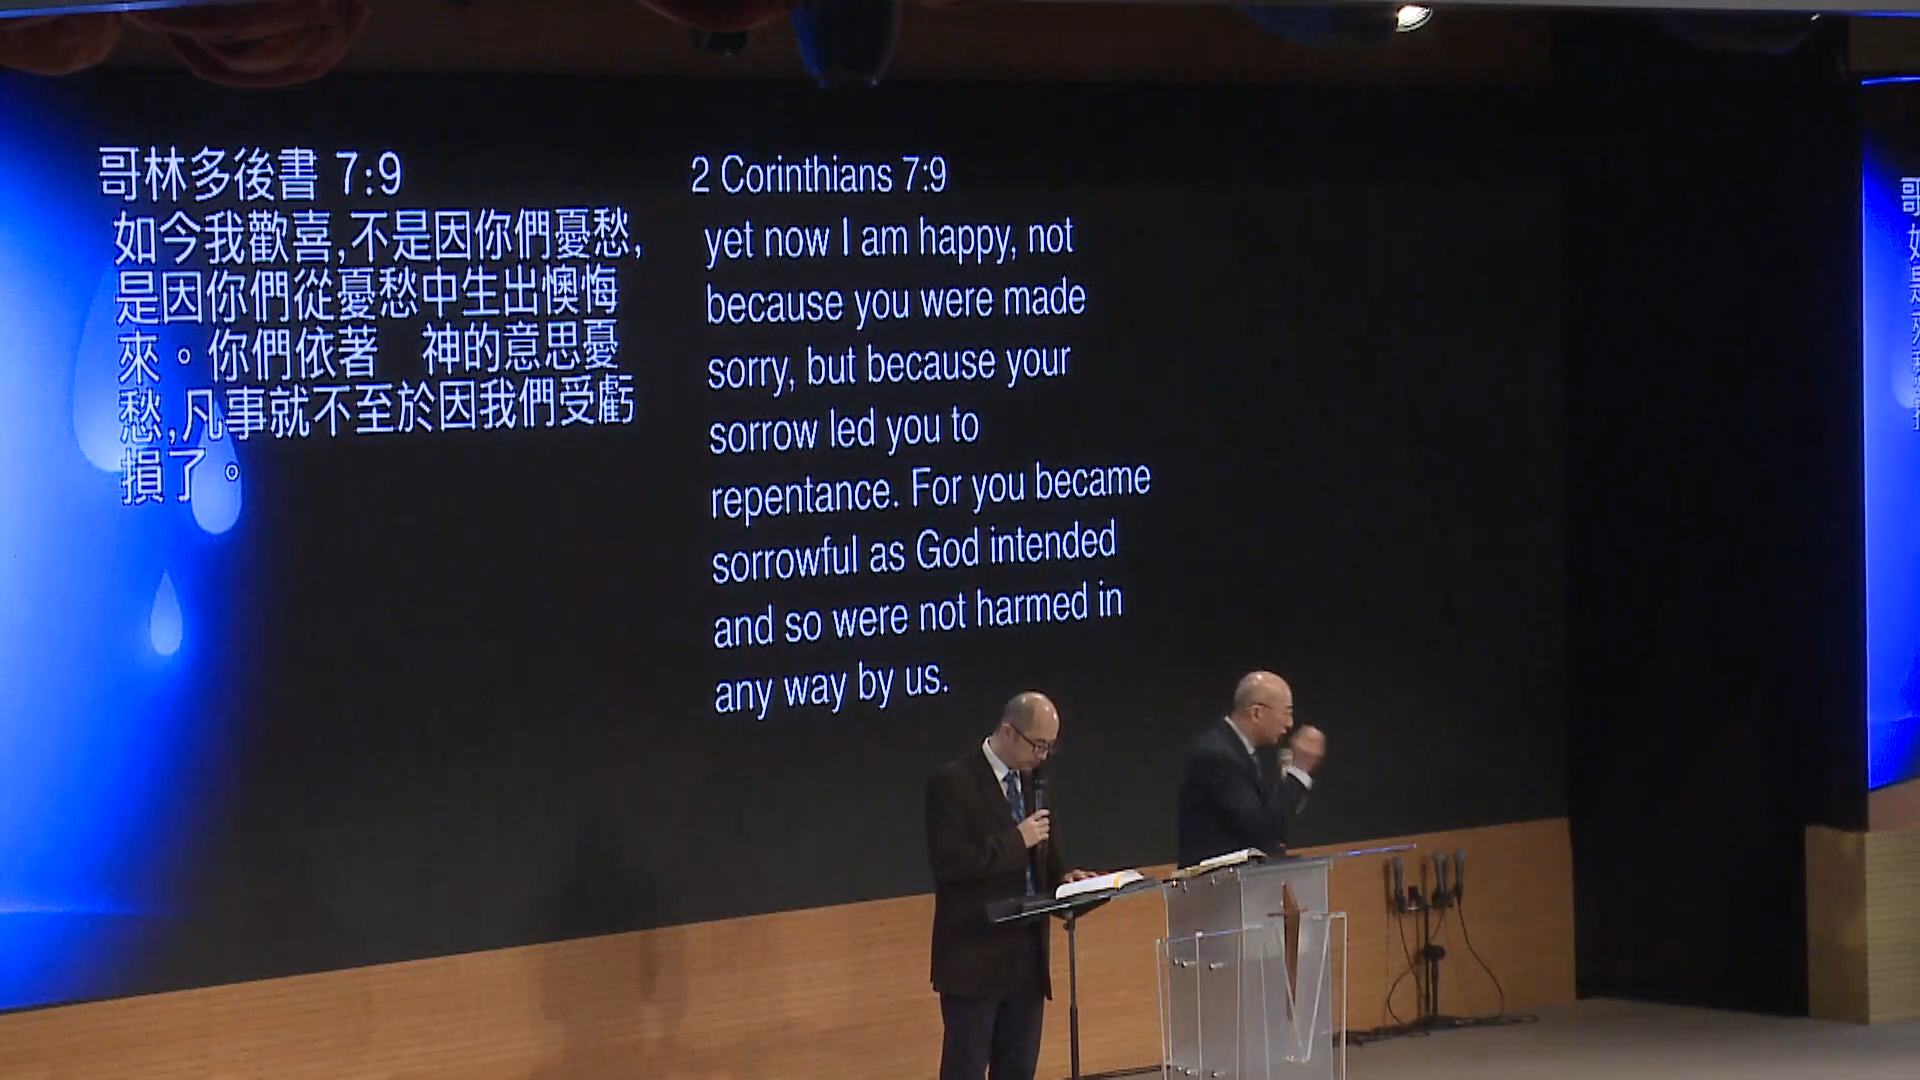 哥林多後書 7:9
如今我歡喜,不是因你們憂愁,
是因你們從憂愁中生出懊悔
來。你們依著　神的意思憂
愁,凡事就不至於因我們受虧
損了。
2 Corinthians 7:9
yet now I am happy, not
because you were made
sorry, but because your
sorrow led you to
repentance. For you became
sorrowful as God intended
and so were not harmed in
any way by us.